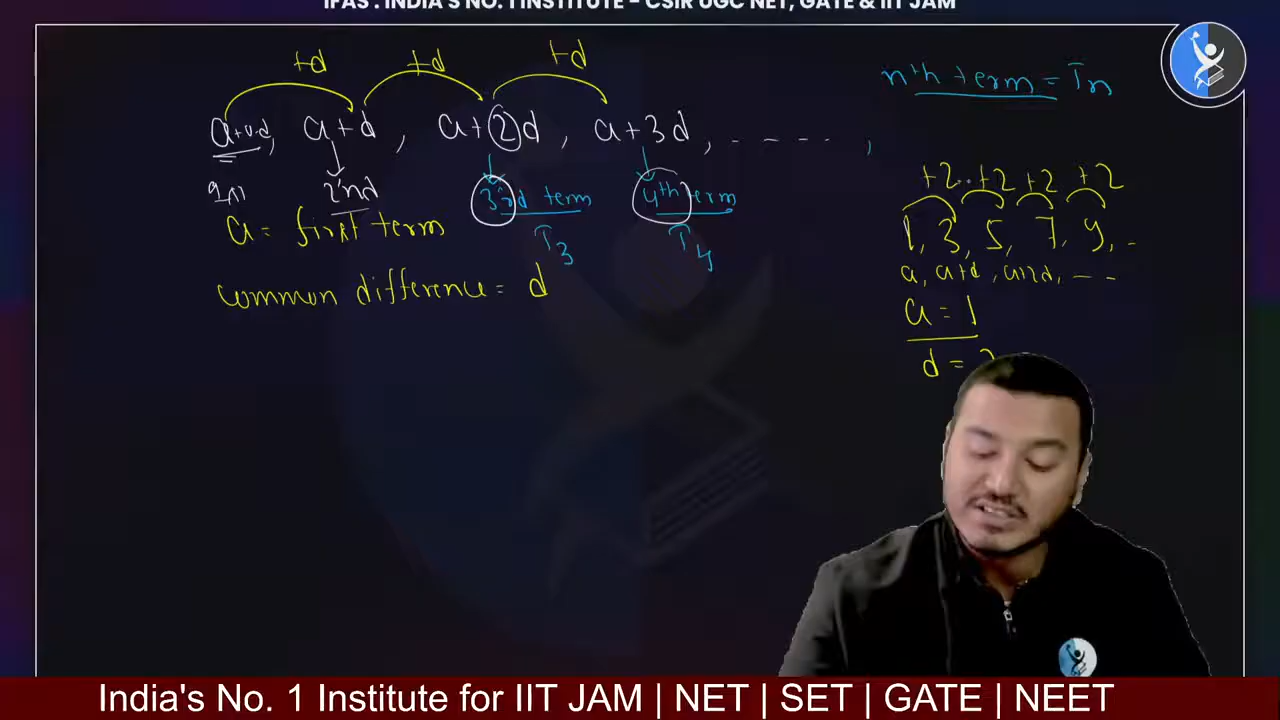 IFAS : INDIA'S NO. 1 INSTITUTE - CSIR UGC NET, GATE & IIT JAM
+d +d +d
a+0.d, a+d, a+2d, a+3d, - - - - ,
2nd 3rd term 4th term
T3 T4
a = first term
common difference = d
nth term = Tn
+2 +2 +2 +2
1, 3, 5, 7, 9, -
a, a+d, a+2d, - -
a = 1
d =
India's No. 1 Institute for IIT JAM | NET | SET | GATE | NEET